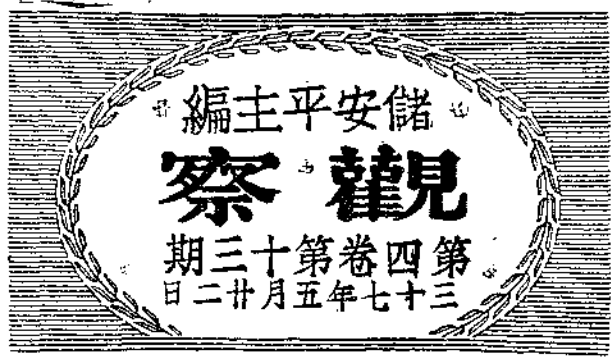 儲安平主編
觀察
第四卷第十三期
三十七年五月廿二日